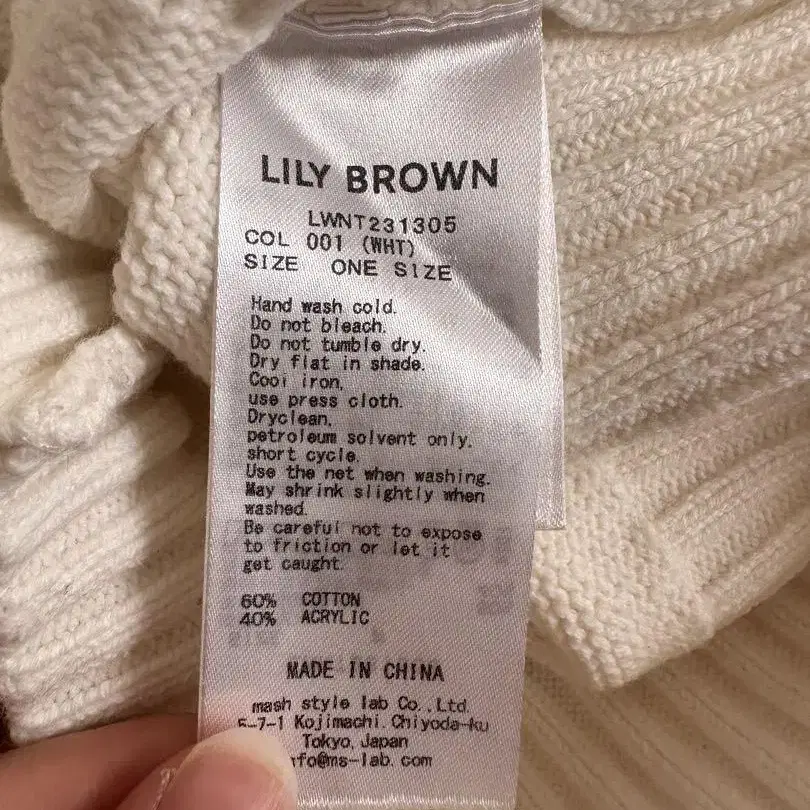 LILY BROWN
LWNT231305
COL 001 (WHT)
SIZE ONE SIZE
Hand wash cold.
Do not bleach.
Do not tumble dry.
Dry flat in shade.
Cool iron,
use press cloth.
Dryclean,
petroleum solvent only.
short cycle.
Use the net when washing.
May shrink slightly when
washed.
Be careful not to expose
to friction or let it
get caught.
60% COTTON
40% ACRYLIC
MADE IN CHINA
mash style lab Co.,Ltd.
5-7-1 Kojimachi.Chiyoda-ku
Tokyo, Japan
nfo@ms-lab.com